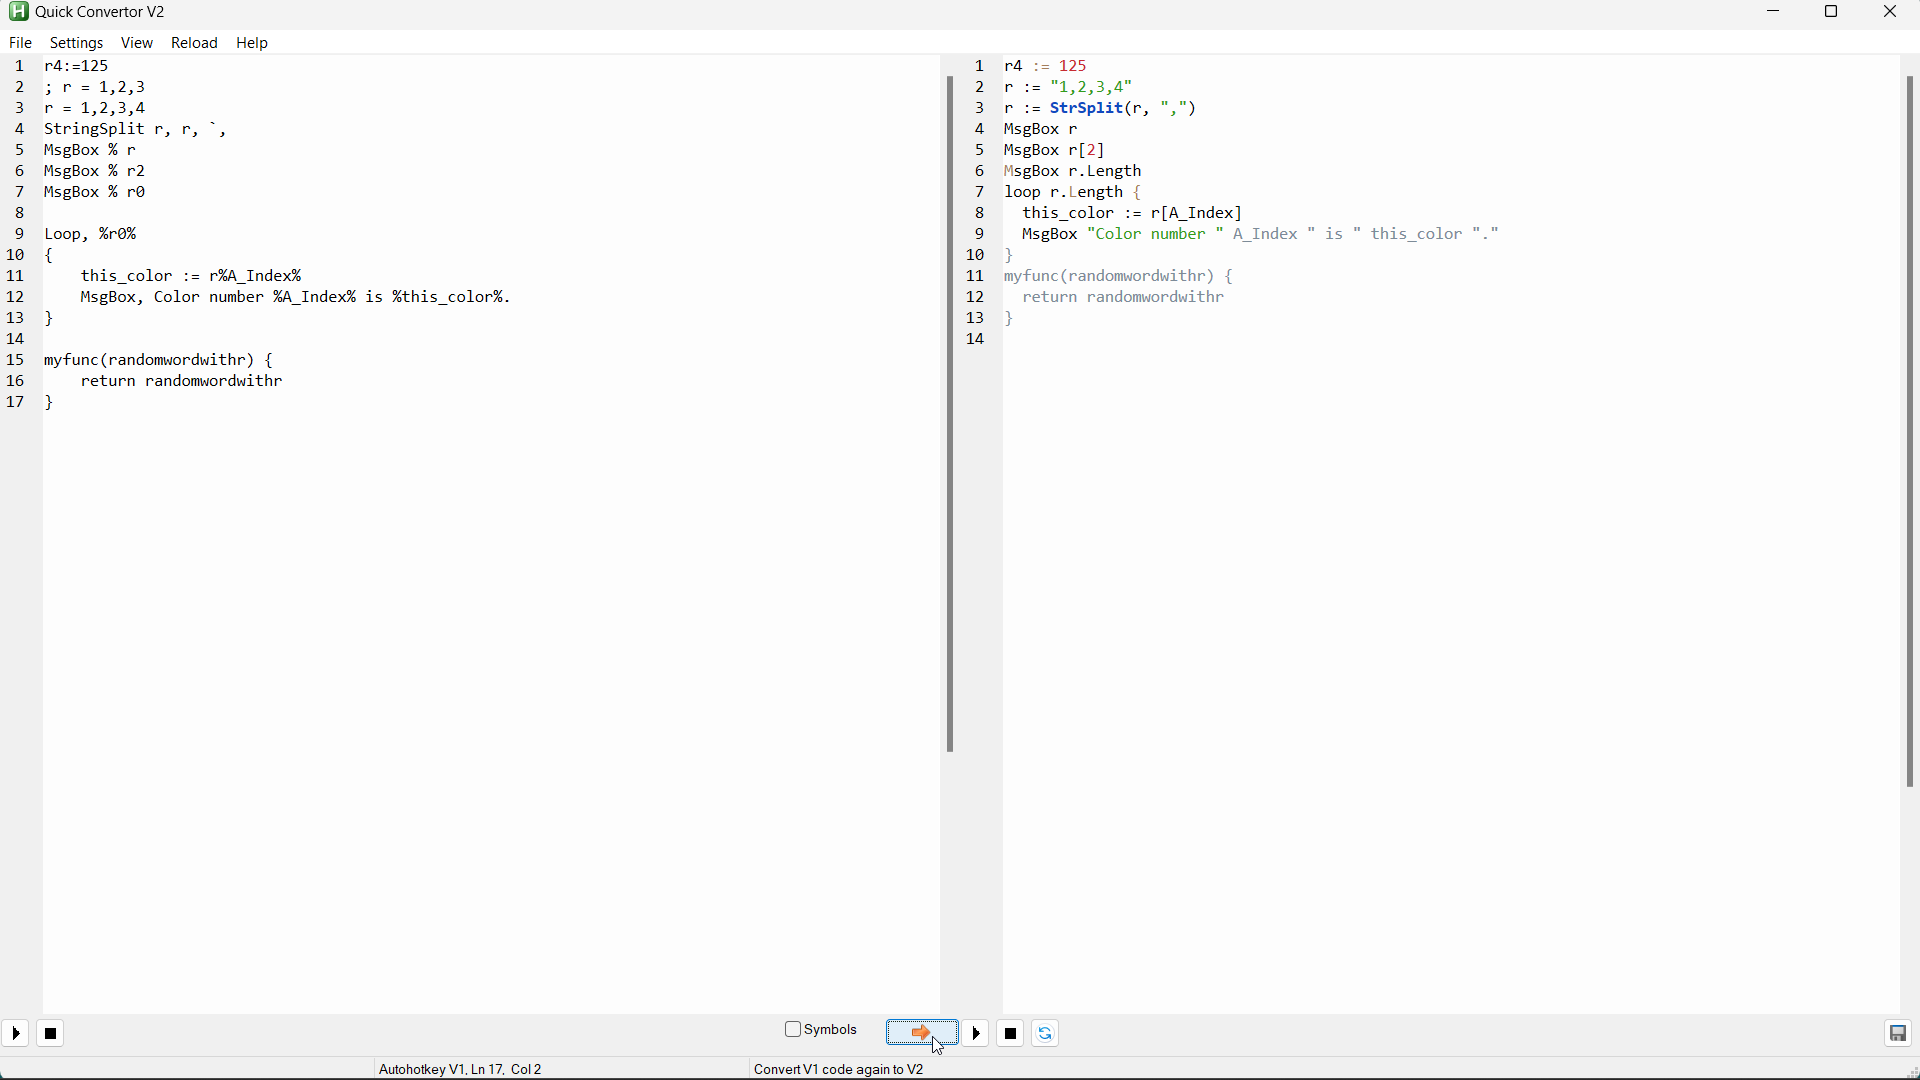 Quick Convertor V2
File Settings View Reload Help
1 r4:=125
2 ; r = 1,2,3
3 r = 1,2,3,4
4 StringSplit r, r, `,
5 MsgBox % r
6 MsgBox % r2
7 MsgBox % r0
8
9 Loop, %r0%
10 {
11     this_color := r%A_Index%
12     MsgBox, Color number %A_Index% is %this_color%.
13 }
14
15 myfunc(randomwordwithr) {
16     return randomwordwithr
17 }
1 r4 := 125
2 r := "1,2,3,4"
3 r := StrSplit(r, ",")
4 MsgBox r
5 MsgBox r[2]
6 MsgBox r.Length
7 loop r.Length {
8   this_color := r[A_Index]
9   MsgBox "Color number " A_Index " is " this_color "."
10 }
11 myfunc(randomwordwithr) {
12   return randomwordwithr
13 }
14
Symbols
Autohotkey V1, Ln 17, Col 2
Convert V1 code again to V2